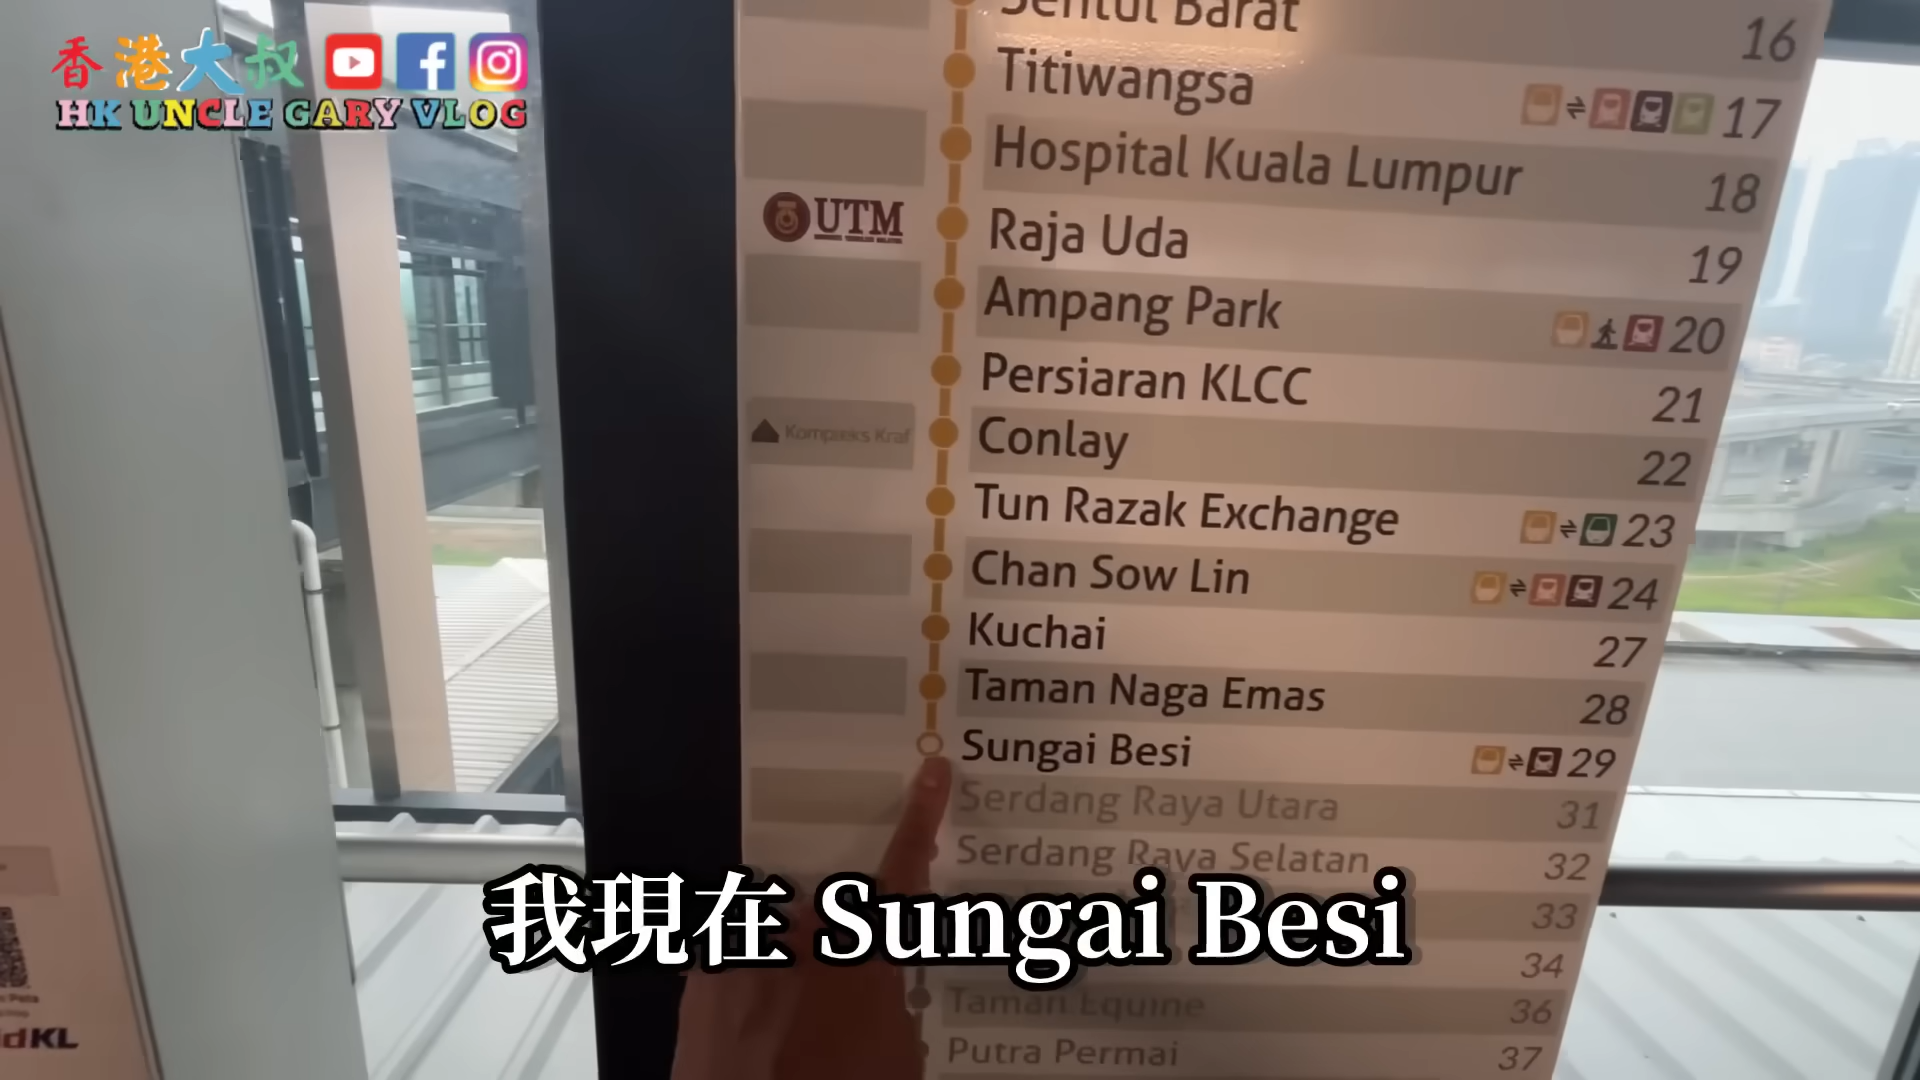 香港大叔
HK UNCLE GARY VLOG
Sentul Barat 16
Titiwangsa 17
Hospital Kuala Lumpur 18
UTM
Raja Uda 19
Ampang Park 20
Persiaran KLCC 21
Kompleks Kraf
Conlay 22
Tun Razak Exchange 23
Chan Sow Lin 24
Kuchai 27
Taman Naga Emas 28
Sungai Besi 29
Serdang Raya Utara 31
Serdang Raya Selatan 32
33
34
Taman Equine 36
Putra Permai 37
我現在 Sungai Besi
dKL